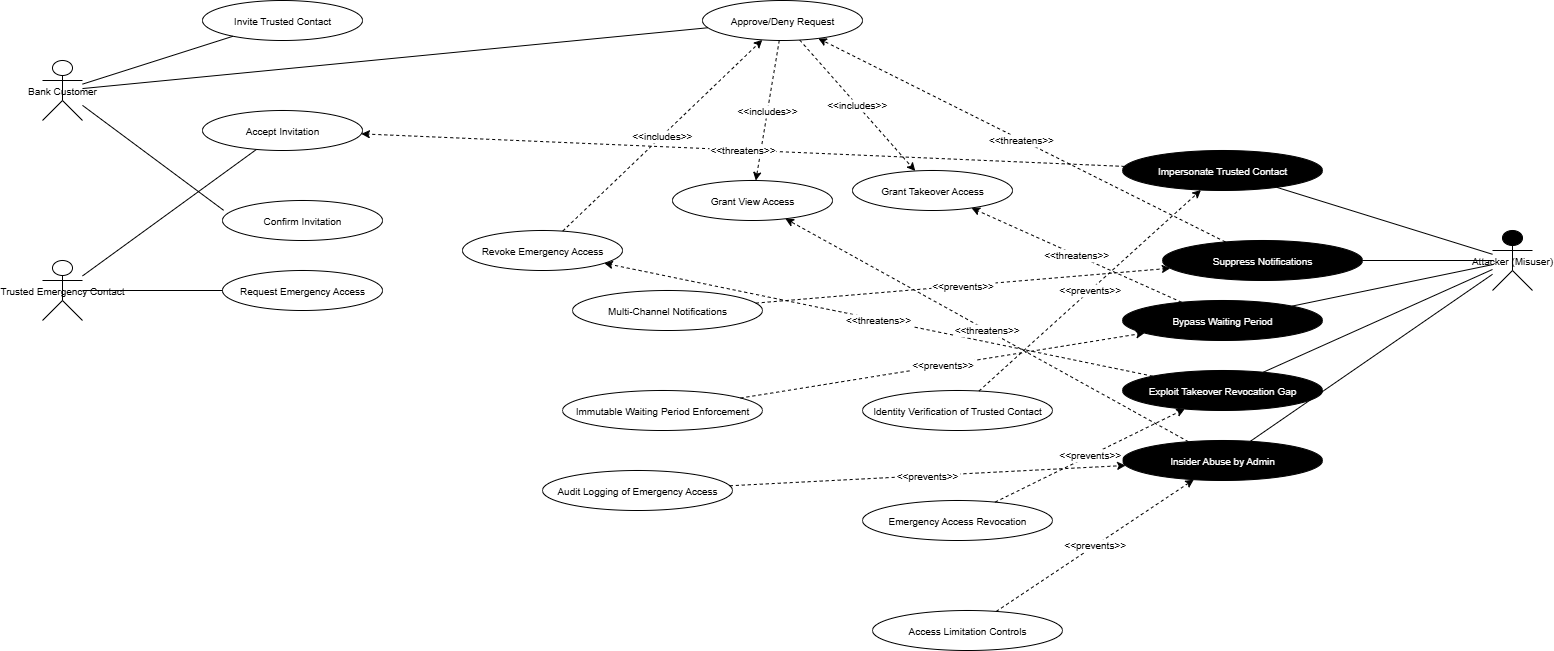 Invite Trusted Contact
Approve/Deny Request
Bank Customer
<<includes>>
<<includes>>
Accept Invitation
<<includes>>
<<threatens>>
<<threatens>>
Impersonate Trusted Contact
Grant View Access
Grant Takeover Access
Confirm Invitation
Revoke Emergency Access
<<threatens>>
Suppress Notifications
Attacker (Misuser)
Trusted Emergency Contact
Request Emergency Access
<<prevents>>
<<prevents>>
Multi-Channel Notifications
<<threatens>>
<<threatens>>
Bypass Waiting Period
<<prevents>>
Exploit Takeover Revocation Gap
Immutable Waiting Period Enforcement
Identity Verification of Trusted Contact
<<prevents>>
Insider Abuse by Admin
<<prevents>>
Audit Logging of Emergency Access
Emergency Access Revocation
<<prevents>>
Access Limitation Controls